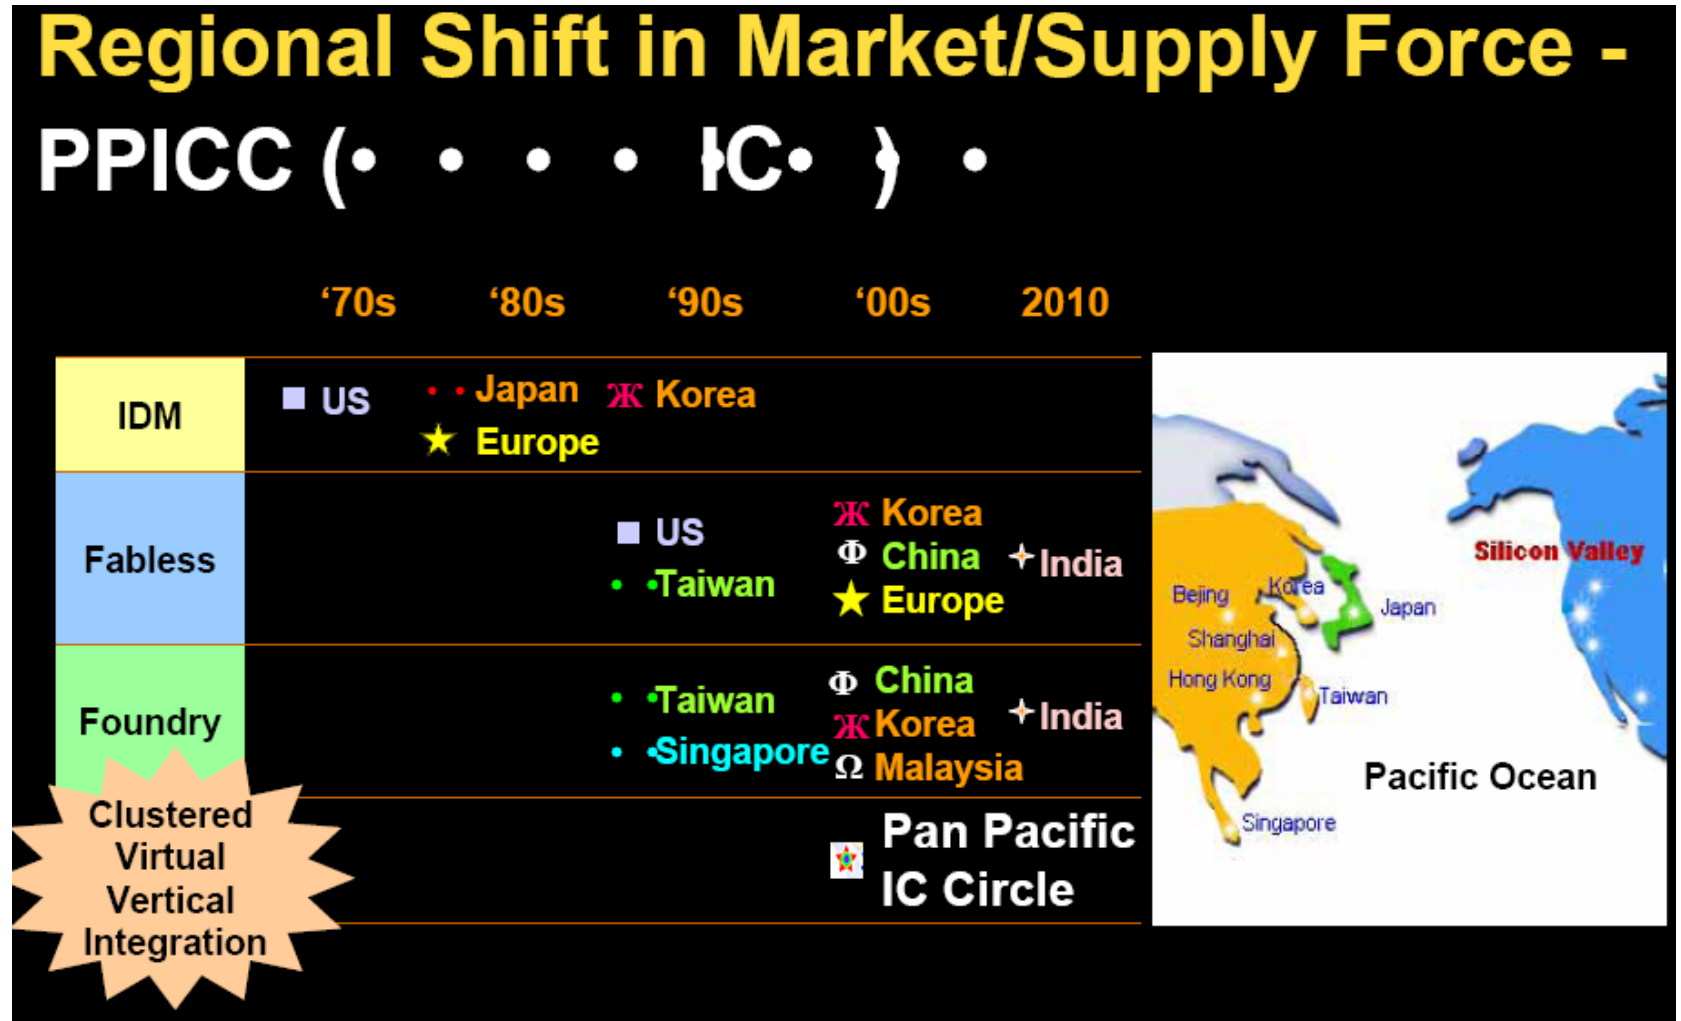 Regional Shift in Market/Supply Force -
PPICC (• • • • IC• • ) •
‘70s ‘80s ‘90s ‘00s 2010
IDM
US
Japan
Europe
Ж Korea
Fabless
US
Taiwan
Ж Korea
Φ China
Europe
India
Foundry
Taiwan
Singapore
Φ China
Ж Korea
Ω Malaysia
India
Clustered
Virtual
Vertical
Integration
Pan Pacific
IC Circle
Silicon Valley
Bejing
Korea
Japan
Shanghai
Hong Kong
Taiwan
Pacific Ocean
Singapore